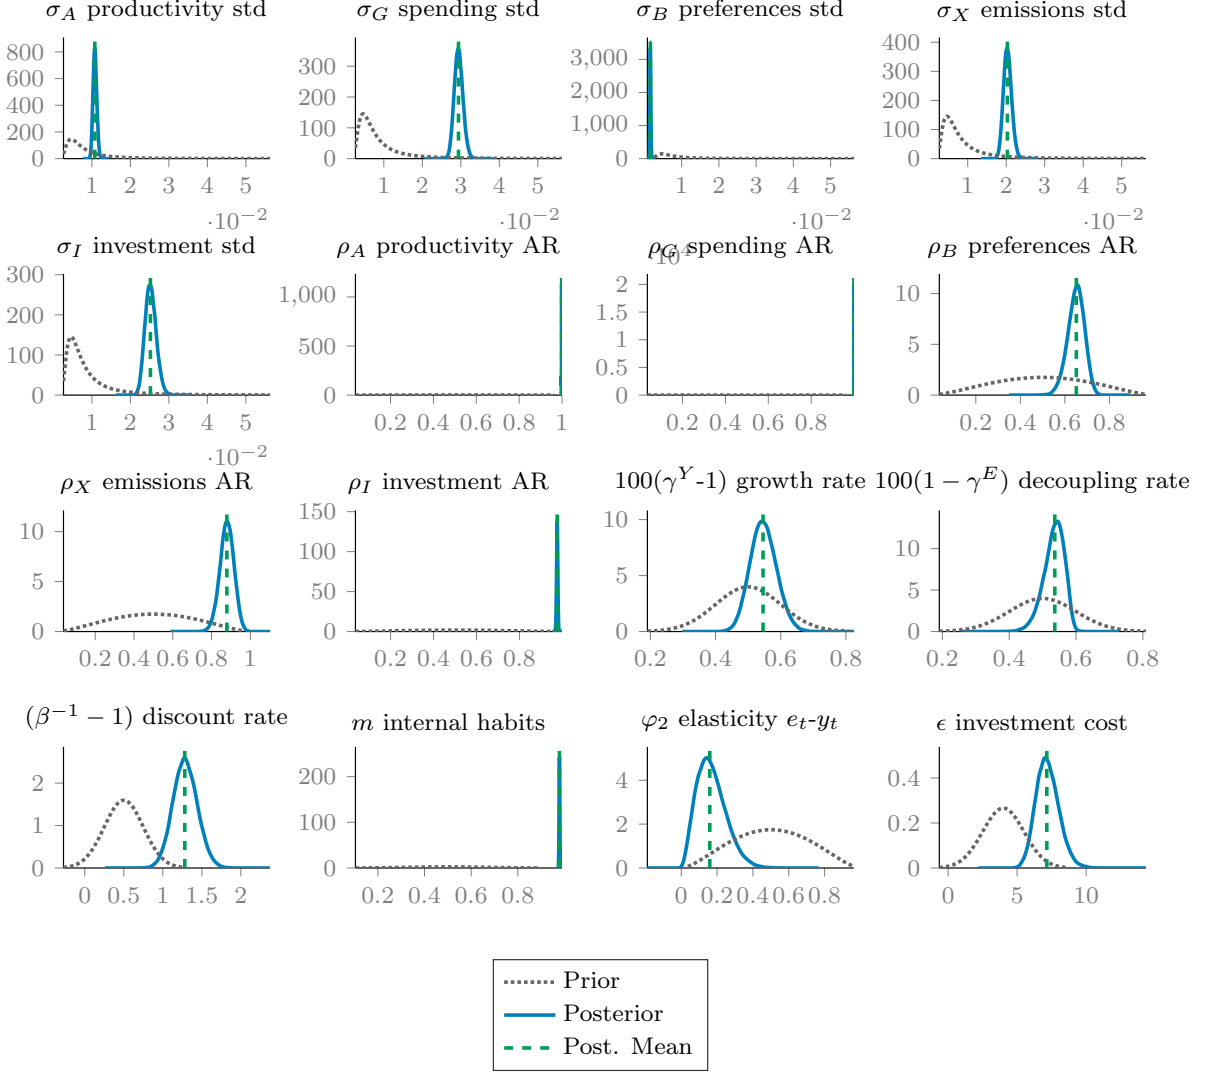 σ_A productivity std
800
600
400
200
0
1 2 3 4 5
·10⁻²
σ_G spending std
300
200
100
0
1 2 3 4 5
·10⁻²
σ_B preferences std
3,000
2,000
1,000
0
1 2 3 4 5
·10⁻²
σ_X emissions std
400
300
200
100
0
1 2 3 4 5
·10⁻²
σ_I investment std
300
200
100
0
1 2 3 4 5
·10⁻²
ρ_A productivity AR
1,000
500
0
0.2 0.4 0.6 0.8 1
ρ_G spending AR
10⁴
2
1.5
1
0.5
0
0.2 0.4 0.6 0.8
ρ_B preferences AR
10
5
0
0.2 0.4 0.6 0.8
ρ_X emissions AR
10
5
0
0.2 0.4 0.6 0.8 1
ρ_I investment AR
150
100
50
0
0.2 0.4 0.6 0.8
100(γ^Y-1) growth rate
10
5
0
0.2 0.4 0.6 0.8
100(1 − γ^E) decoupling rate
10
5
0
0.2 0.4 0.6 0.8
(β⁻¹ − 1) discount rate
2
1
0
0 0.5 1 1.5 2
m internal habits
200
100
0
0.2 0.4 0.6 0.8
φ₂ elasticity e_t-y_t
4
2
0
0 0.2 0.4 0.6 0.8
ϵ investment cost
0.4
0.2
0
0 5 10
Prior
Posterior
Post. Mean